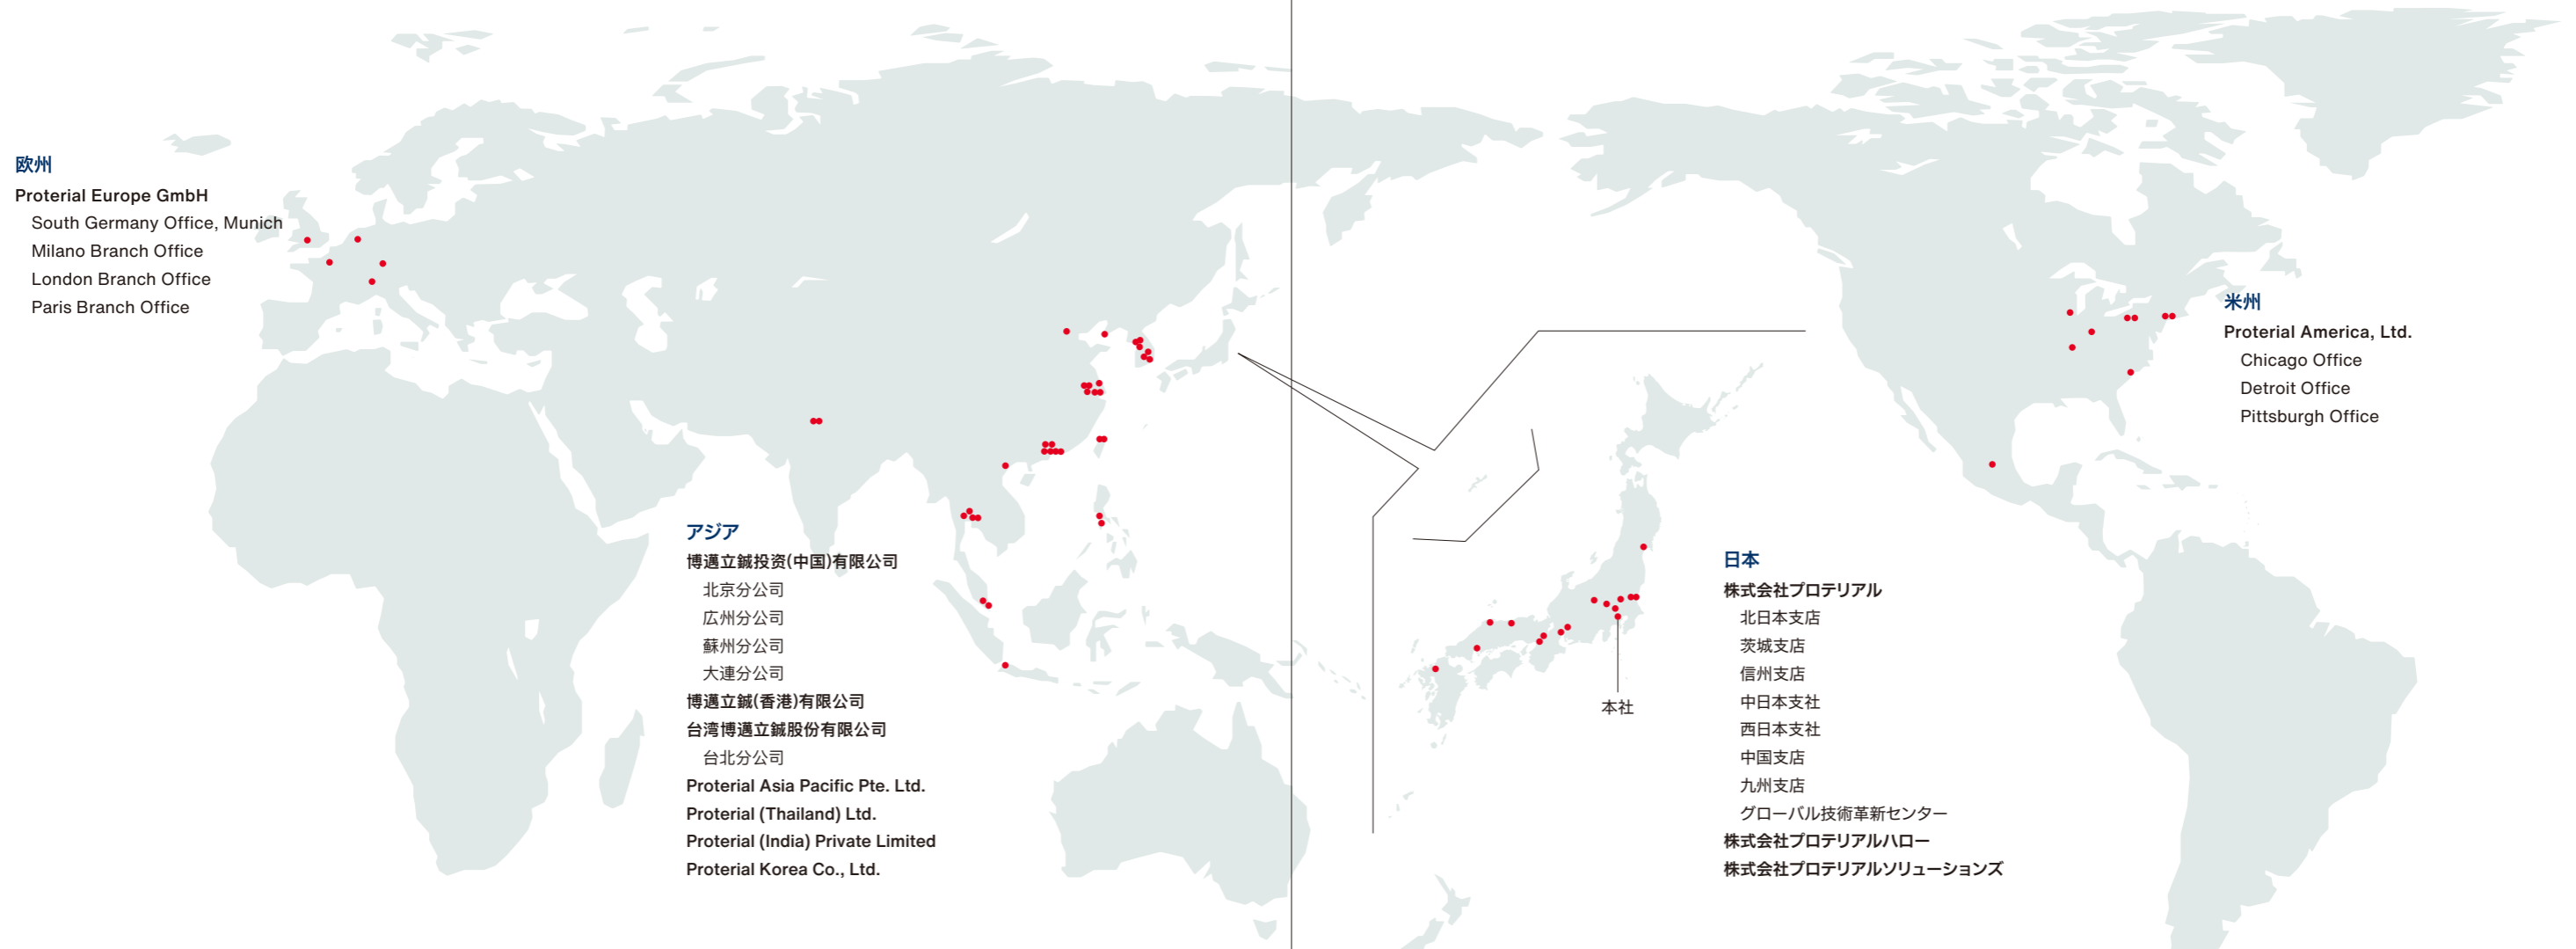 欧州
Proterial Europe GmbH
South Germany Office, Munich
Milano Branch Office
London Branch Office
Paris Branch Office
アジア
博邁立鋮投资(中国)有限公司
北京分公司
広州分公司
蘇州分公司
大連分公司
博邁立鋮(香港)有限公司
台湾博邁立鋮股份有限公司
台北分公司
Proterial Asia Pacific Pte. Ltd.
Proterial (Thailand) Ltd.
Proterial (India) Private Limited
Proterial Korea Co., Ltd.
本社
日本
株式会社プロテリアル
北日本支店
茨城支店
信州支店
中日本支社
西日本支社
中国支店
九州支店
グローバル技術革新センター
株式会社プロテリアルハロー
株式会社プロテリアルソリューションズ
米州
Proterial America, Ltd.
Chicago Office
Detroit Office
Pittsburgh Office